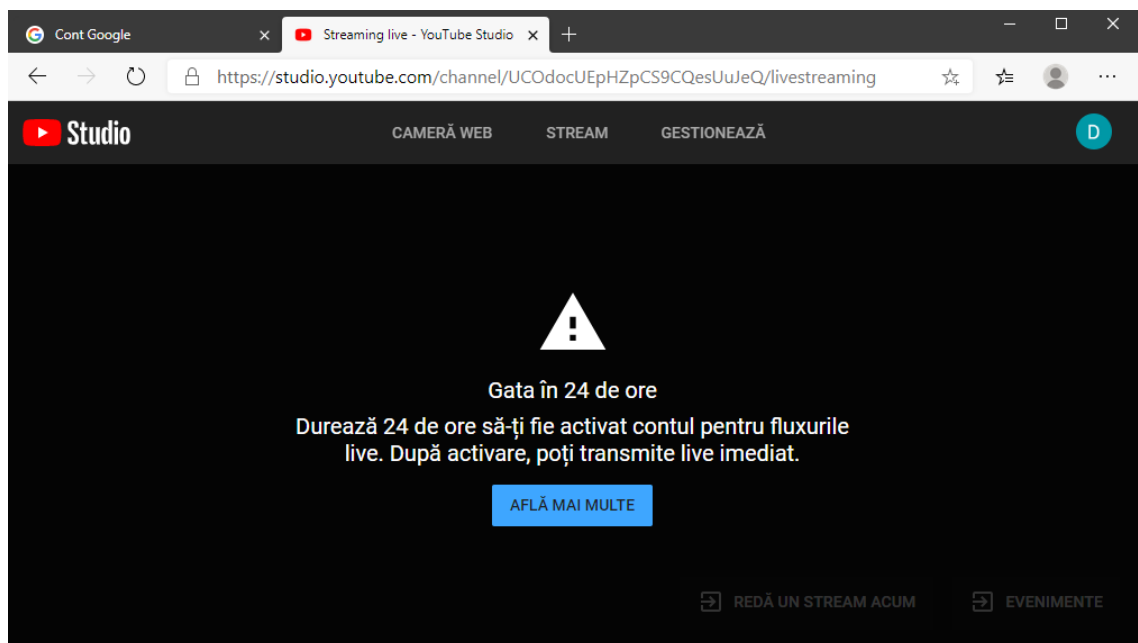 Cont Google
Streaming live - YouTube Studio
https://studio.youtube.com/channel/UCOdocUEpHZpCS9CQesUuJeQ/livestreaming
Studio
CAMERĂ WEB STREAM GESTIONEAZĂ
D
Gata în 24 de ore
Durează 24 de ore să-ți fie activat contul pentru fluxurile
live. După activare, poți transmite live imediat.
AFLĂ MAI MULTE
REDĂ UN STREAM ACUM EVENIMENTE